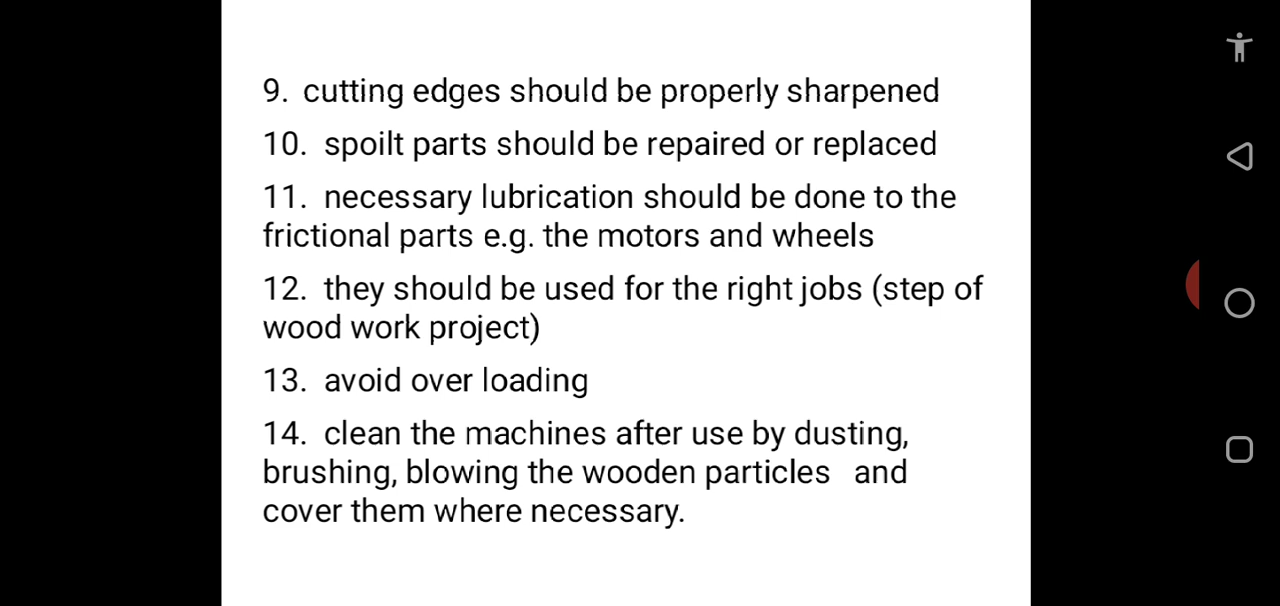 9. cutting edges should be properly sharpened
10. spoilt parts should be repaired or replaced
11. necessary lubrication should be done to the
frictional parts e.g. the motors and wheels
12. they should be used for the right jobs (step of
wood work project)
13. avoid over loading
14. clean the machines after use by dusting,
brushing, blowing the wooden particles and
cover them where necessary.